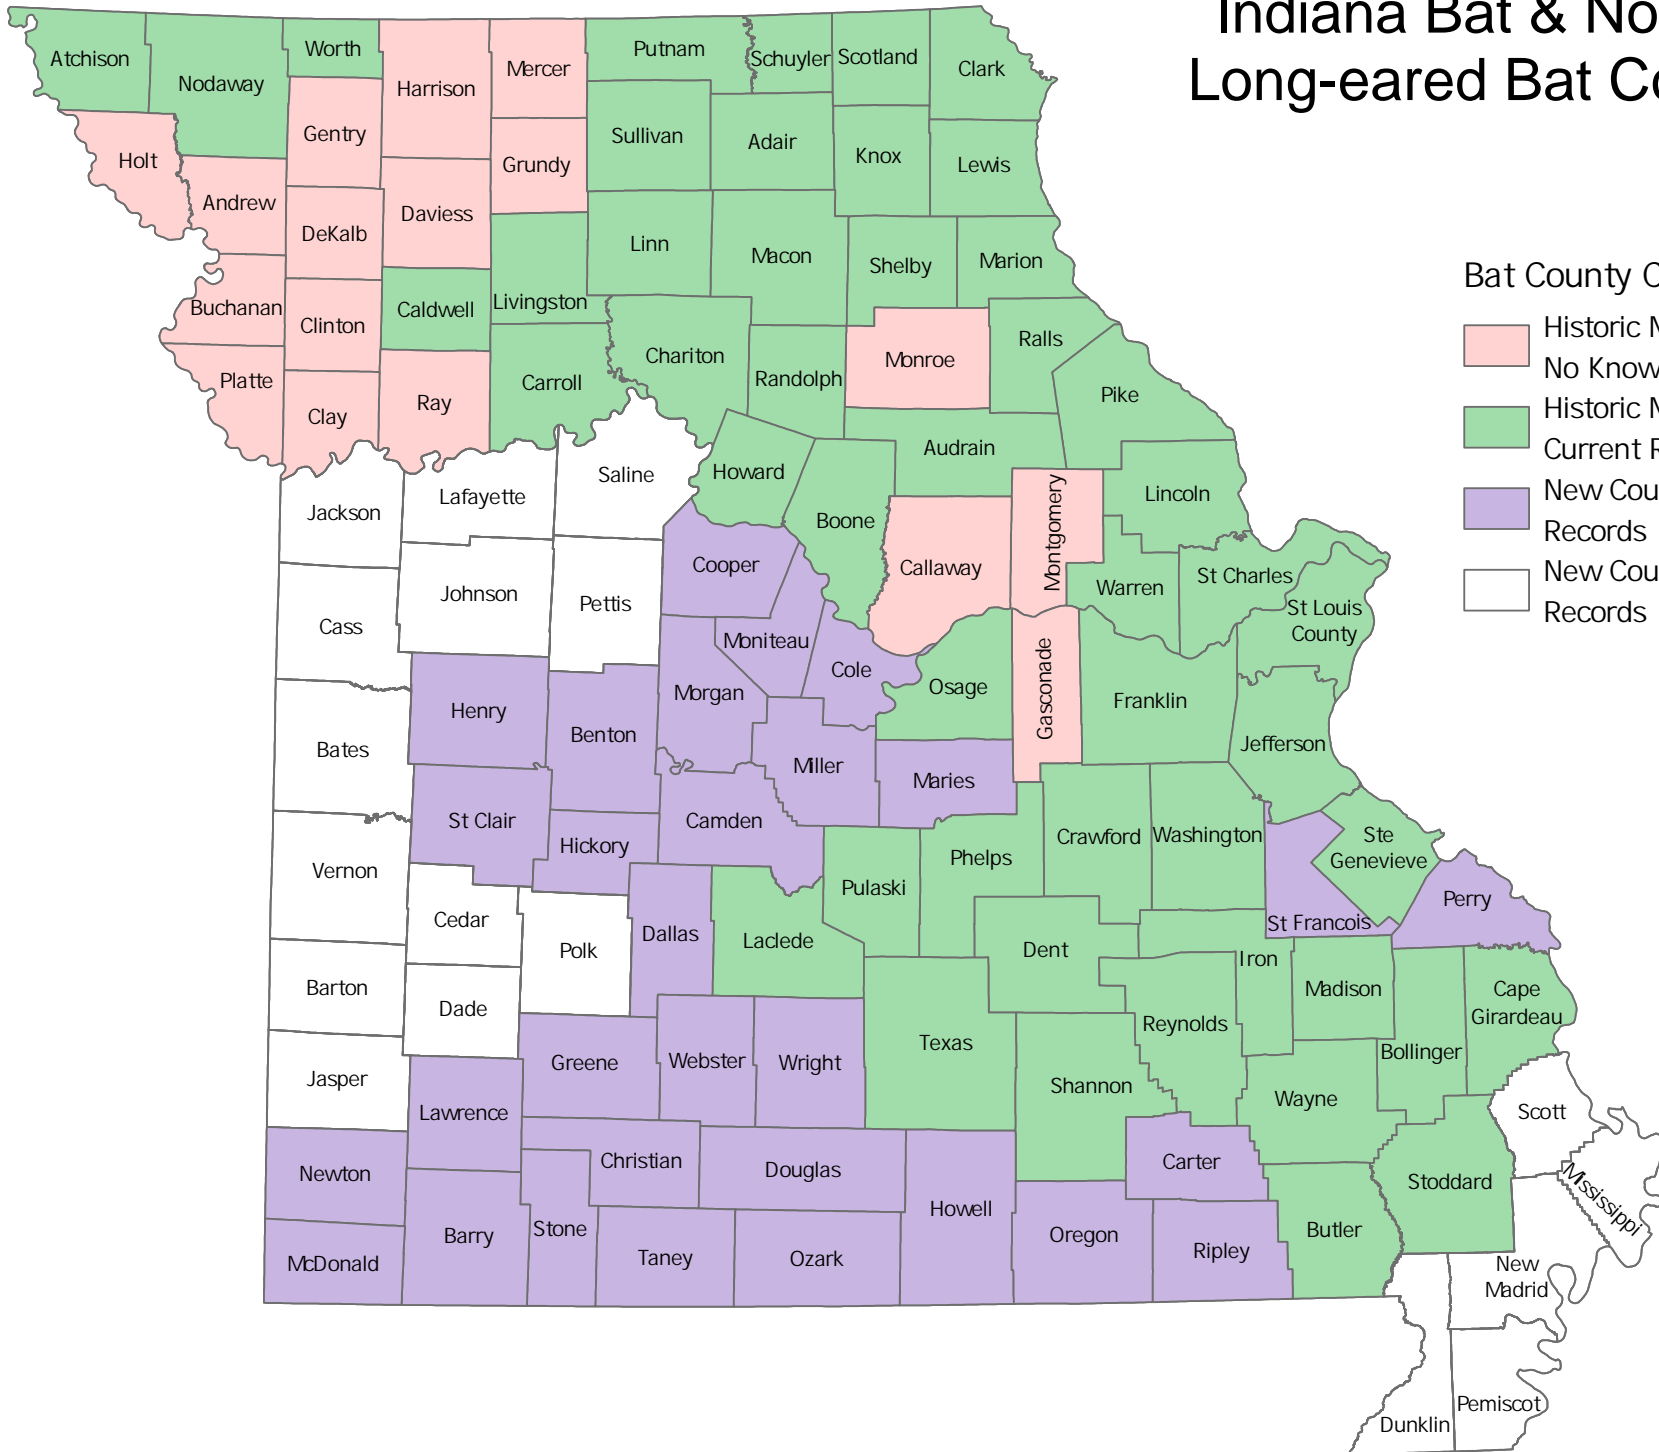 Indiana Bat & No
Long-eared Bat Co
Bat County C
Historic M
No Know
Historic M
Current R
New Cou
Records
New Cou
Records
Atchison
Nodaway
Worth
Harrison
Mercer
Putnam
Schuyler
Scotland
Clark
Holt
Gentry
Andrew
DeKalb
Daviess
Grundy
Sullivan
Adair
Knox
Lewis
Buchanan
Clinton
Caldwell
Livingston
Linn
Macon
Shelby
Marion
Platte
Clay
Ray
Carroll
Chariton
Randolph
Monroe
Ralls
Pike
Audrain
Howard
Boone
Callaway
Montgomery
Lincoln
Warren
St Charles
St Louis
County
Jackson
Lafayette
Saline
Cooper
Cass
Johnson
Pettis
Moniteau
Cole
Morgan
Osage
Gasconade
Franklin
Jefferson
Bates
Henry
Benton
Miller
Maries
Vernon
St Clair
Hickory
Camden
Pulaski
Phelps
Crawford
Washington
Ste
Genevieve
St Francois
Perry
Cedar
Polk
Dallas
Laclede
Dent
Iron
Madison
Cape
Girardeau
Barton
Dade
Greene
Webster
Wright
Texas
Reynolds
Shannon
Bollinger
Wayne
Jasper
Lawrence
Scott
Newton
Christian
Douglas
Howell
Carter
Stoddard
Mississippi
McDonald
Barry
Stone
Taney
Ozark
Oregon
Ripley
Butler
New
Madrid
Pemiscot
Dunklin